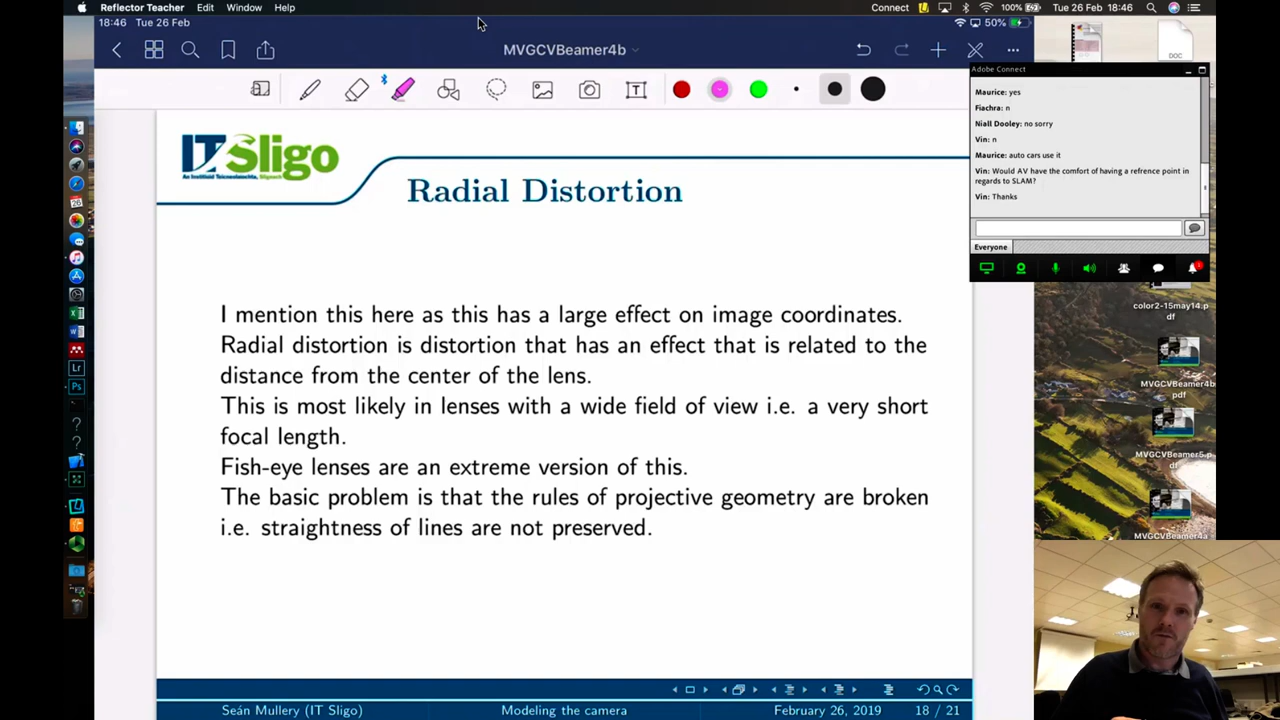 Reflector Teacher Edit Window Help
Connect 100% Tue 26 Feb 18:46
18:46 Tue 26 Feb
50%
MVGCVBeamer4b
T
DOC
Adobe Connect
Maurice: yes
Fiachra: n
Niall Dooley: no sorry
Vin: n
Maurice: auto cars use it
Vin: Would AV have the comfort of having a refrence point in
regards to SLAM?
Vin: Thanks
Everyone
IT Sligo
Radial Distortion
I mention this here as this has a large effect on image coordinates.
Radial distortion is distortion that has an effect that is related to the
distance from the center of the lens.
This is most likely in lenses with a wide field of view i.e. a very short
focal length.
Fish-eye lenses are an extreme version of this.
The basic problem is that the rules of projective geometry are broken
i.e. straightness of lines are not preserved.
color2-15may14.p
df
MVGCVBeamer4b
pdf
MVGCVBeamer5.p
df
MVGCVBeamer4a
Lr
Ps
Seán Mullery (IT Sligo)
Modeling the camera
February 26, 2019
18 / 21